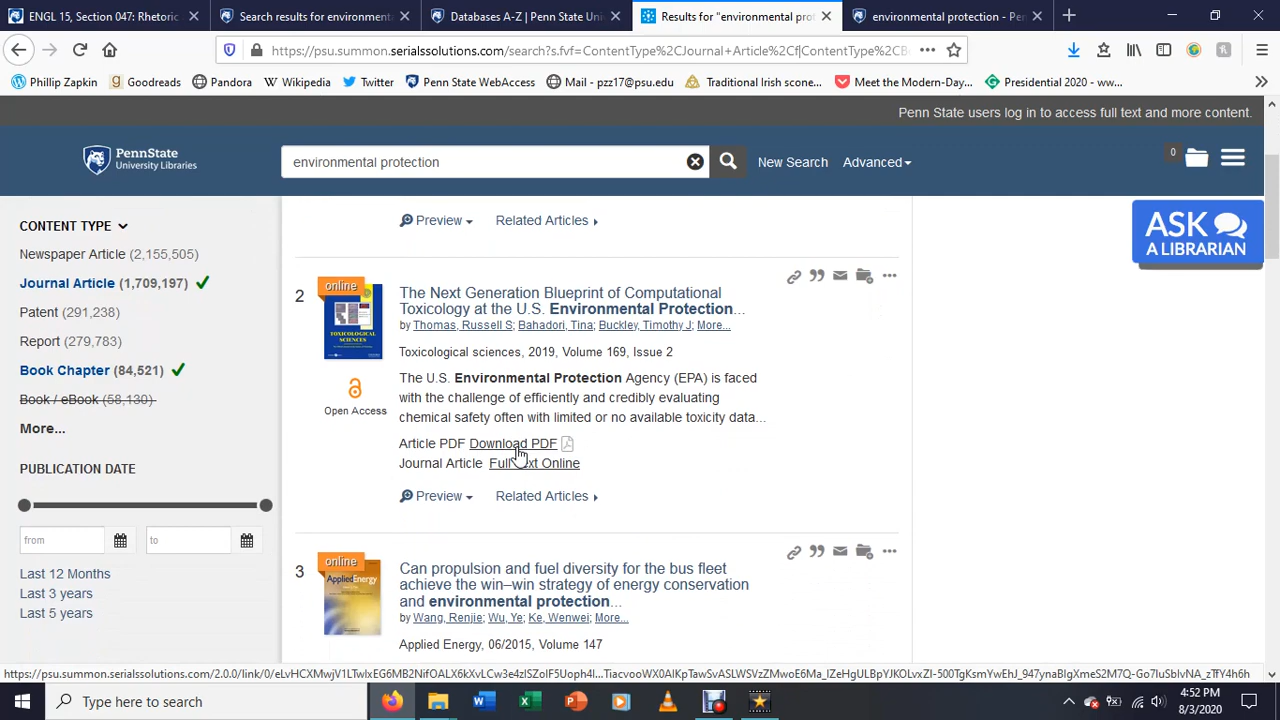 ENGL 15, Section 047: Rhetoric
Search results for environmenta
Databases A-Z | Penn State Uni
Results for "environmental pro
environmental protection - Pen
https://psu.summon.serialssolutions.com/search?s.fvf=ContentType%2CJournal+Article%2Cf|ContentType%2CB
Phillip Zapkin
Goodreads
Pandora
Wikipedia
Twitter
Penn State WebAccess
Mail - pzz17@psu.edu
Traditional Irish scone...
Meet the Modern-Day...
Presidential 2020 - ww...
Penn State users log in to access full text and more content.
PennState
University Libraries
environmental protection
New Search
Advanced
0
CONTENT TYPE
Newspaper Article (2,155,505)
Journal Article (1,709,197)
Patent (291,238)
Report (279,783)
Book Chapter (84,521)
Book / eBook (58,130)
More...
PUBLICATION DATE
from
to
Last 12 Months
Last 3 years
Last 5 years
Preview
Related Articles
2
online
TOXICOLOGICAL
SCIENCES
Open Access
The Next Generation Blueprint of Computational
Toxicology at the U.S. Environmental Protection...
by Thomas, Russell S; Bahadori, Tina; Buckley, Timothy J; More...
Toxicological sciences, 2019, Volume 169, Issue 2
The U.S. Environmental Protection Agency (EPA) is faced
with the challenge of efficiently and credibly evaluating
chemical safety often with limited or no available toxicity data...
Article PDF Download PDF
Journal Article Full Text Online
Preview
Related Articles
3
online
AppliedEnergy
Can propulsion and fuel diversity for the bus fleet
achieve the win–win strategy of energy conservation
and environmental protection...
by Wang, Renjie; Wu, Ye; Ke, Wenwei; More...
Applied Energy, 06/2015, Volume 147
ASK
A LIBRARIAN
Type here to search
4:52 PM
8/3/2020